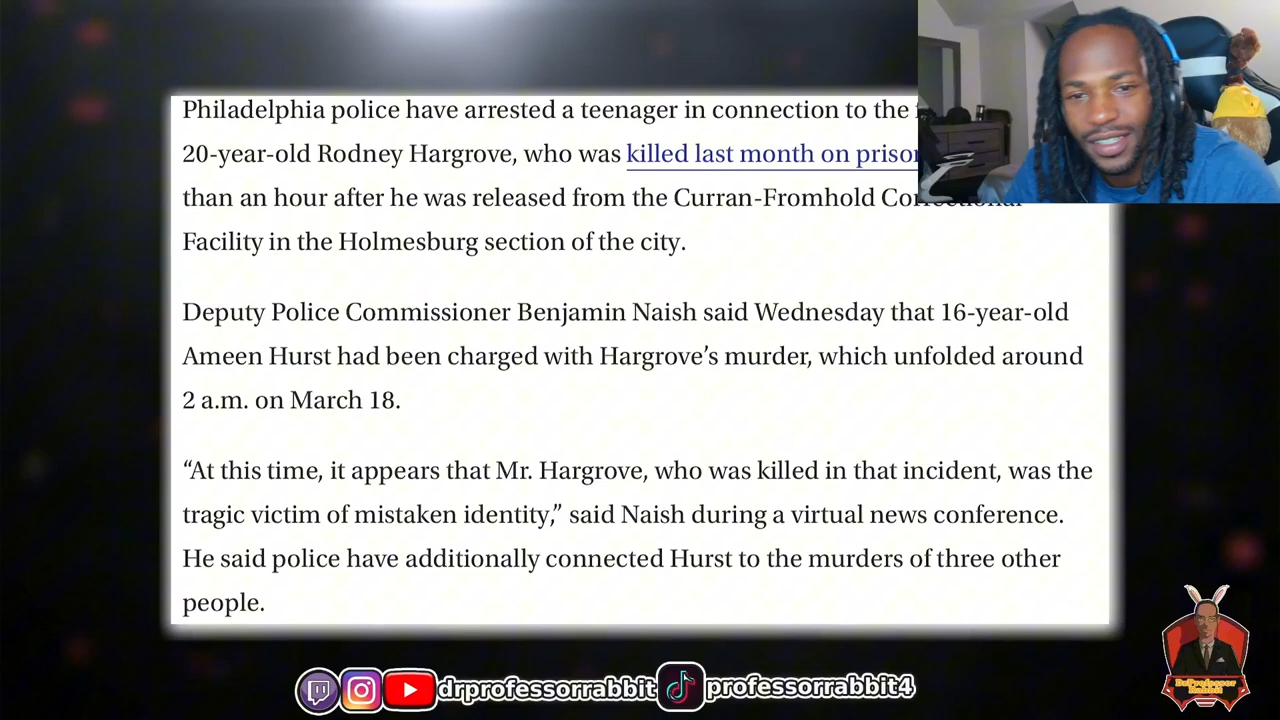 Philadelphia police have arrested a teenager in connection to the
20-year-old Rodney Hargrove, who was killed last month on prison
than an hour after he was released from the Curran-Fromhold Correctional
Facility in the Holmesburg section of the city.
Deputy Police Commissioner Benjamin Naish said Wednesday that 16-year-old
Ameen Hurst had been charged with Hargrove’s murder, which unfolded around
2 a.m. on March 18.
“At this time, it appears that Mr. Hargrove, who was killed in that incident, was the
tragic victim of mistaken identity,” said Naish during a virtual news conference.
He said police have additionally connected Hurst to the murders of three other
people.
drprofessorrabbit professorrabbit4
DrProfessor
Rabbit